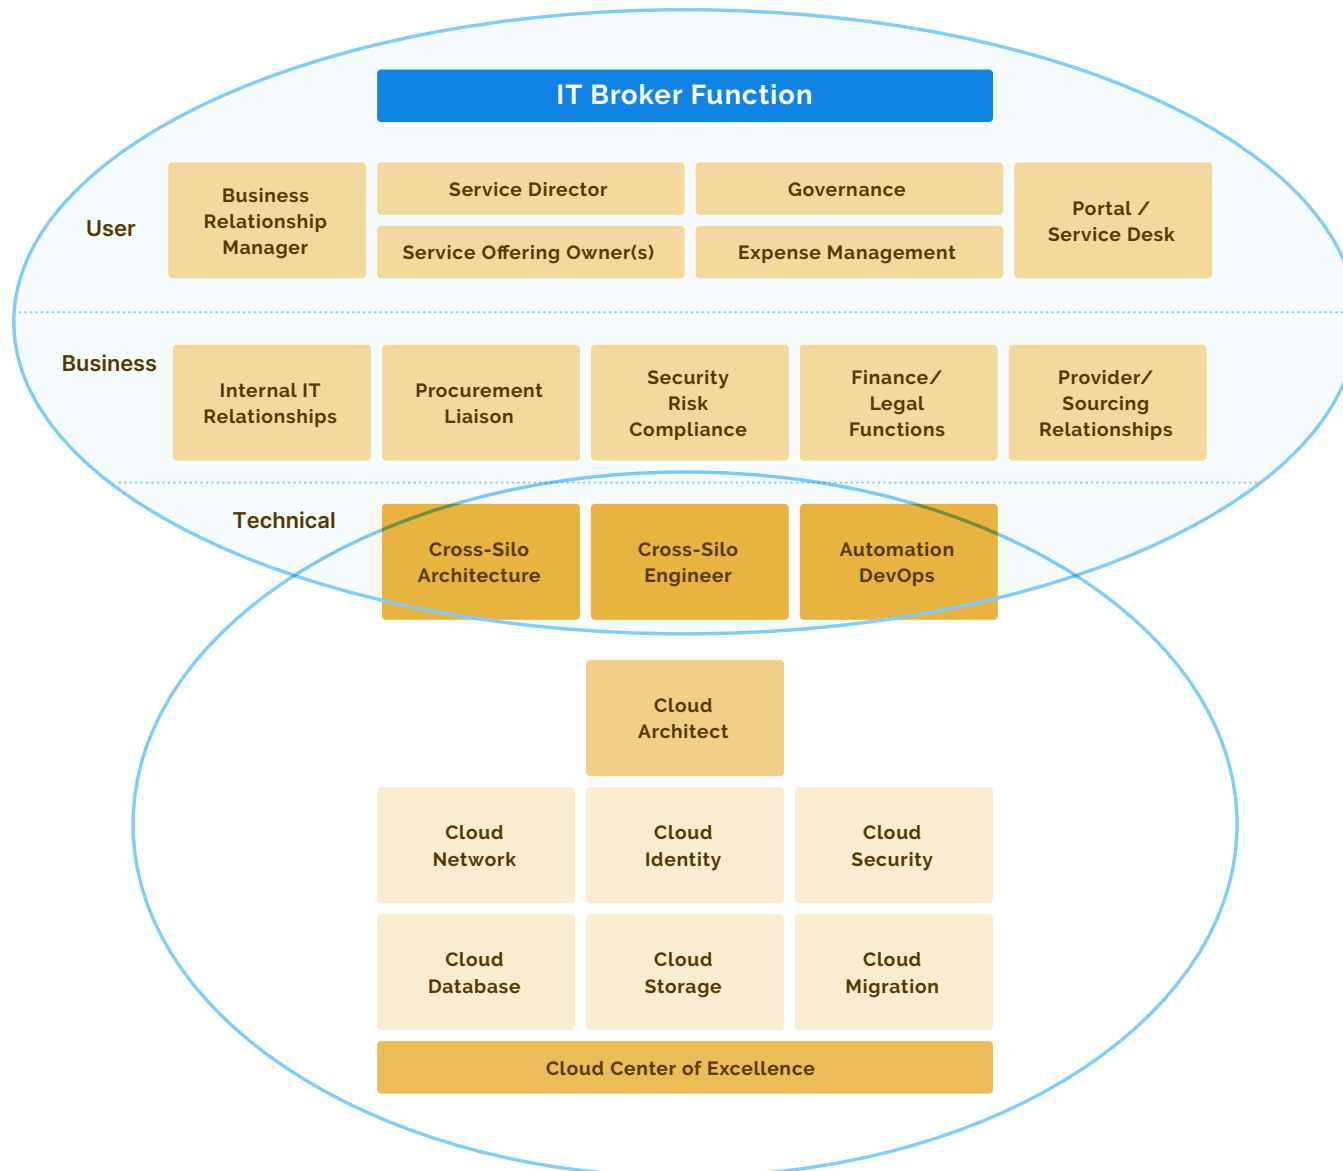 IT Broker Function
User
Business
Relationship
Manager
Service Director
Governance
Service Offering Owner(s)
Expense Management
Portal /
Service Desk
Business
Internal IT
Relationships
Procurement
Liaison
Security
Risk
Compliance
Finance/
Legal
Functions
Provider/
Sourcing
Relationships
Technical
Cross-Silo
Architecture
Cross-Silo
Engineer
Automation
DevOps
Cloud
Architect
Cloud
Network
Cloud
Identity
Cloud
Security
Cloud
Database
Cloud
Storage
Cloud
Migration
Cloud Center of Excellence